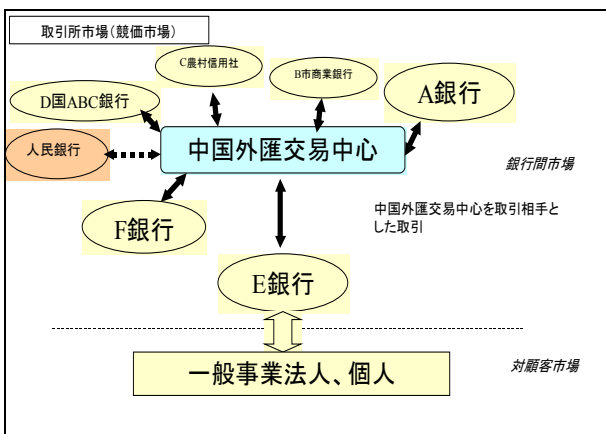 取引所市場(競価市場)
C農村信用社
B市商業銀行
A銀行
D国ABC銀行
人民銀行
中国外匯交易中心
銀行間市場
中国外匯交易中心を取引相手と
した取引
F銀行
E銀行
一般事業法人、個人
対顧客市場